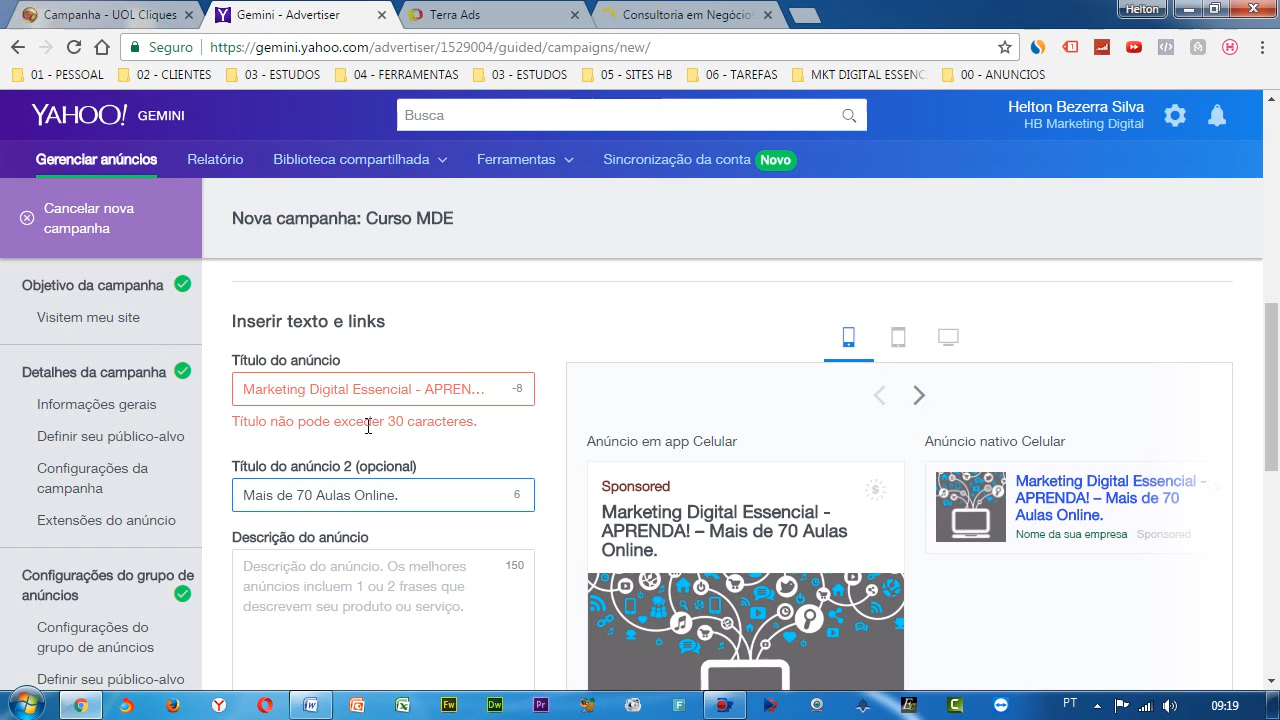 Campanha - UOL Cliques
Gemini - Advertiser
Terra Ads
Consultoria em Negócios
Helton
Seguro
https://gemini.yahoo.com/advertiser/1529004/guided/campaigns/new/
01 - PESSOAL
02 - CLIENTES
03 - ESTUDOS
04 - FERRAMENTAS
03 - ESTUDOS
05 - SITES HB
06 - TAREFAS
MKT DIGITAL ESSENC
00 - ANUNCIOS
YAHOO! GEMINI
Busca
Helton Bezerra Silva
HB Marketing Digital
Gerenciar anúncios
Relatório
Biblioteca compartilhada
Ferramentas
Sincronização da conta Novo
Cancelar nova
campanha
Nova campanha: Curso MDE
Objetivo da campanha
Visitem meu site
Detalhes da campanha
Informações gerais
Definir seu público-alvo
Configurações da
campanha
Extensões do anúncio
Configurações do grupo de
anúncios
Configurações do
grupo de anúncios
Definir seu público-alvo
Inserir texto e links
Título do anúncio
Marketing Digital Essencial - APREN... -8
Título não pode exceder 30 caracteres.
Título do anúncio 2 (opcional)
Mais de 70 Aulas Online. 6
Descrição do anúncio
Descrição do anúncio. Os melhores 150
anúncios incluem 1 ou 2 frases que
descrevem seu produto ou serviço.
Anúncio em app Celular
Sponsored
Marketing Digital Essencial -
APRENDA! – Mais de 70 Aulas
Online.
Anúncio nativo Celular
Marketing Digital Essencial -
APRENDA! – Mais de 70
Aulas Online.
Nome da sua empresa Sponsored
PT
09:19